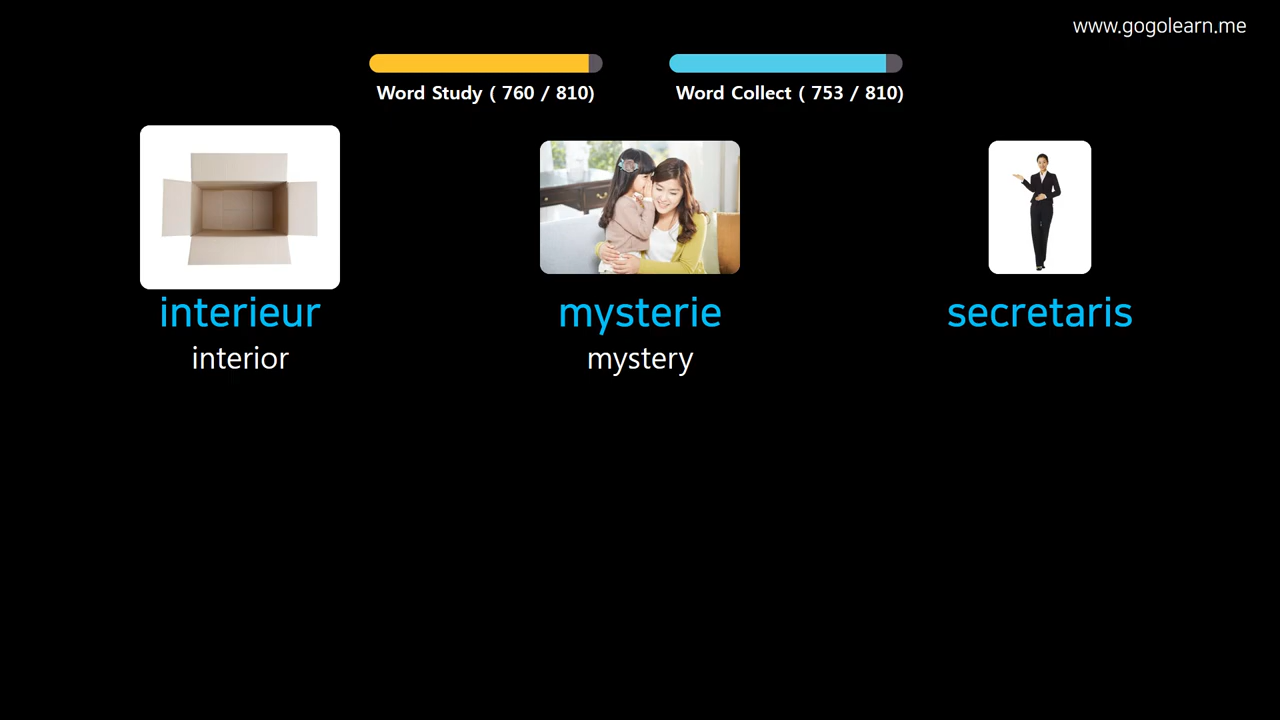 www.gogolearn.me
Word Study ( 760 / 810)
Word Collect ( 753 / 810)
interieur
interior
mysterie
mystery
secretaris